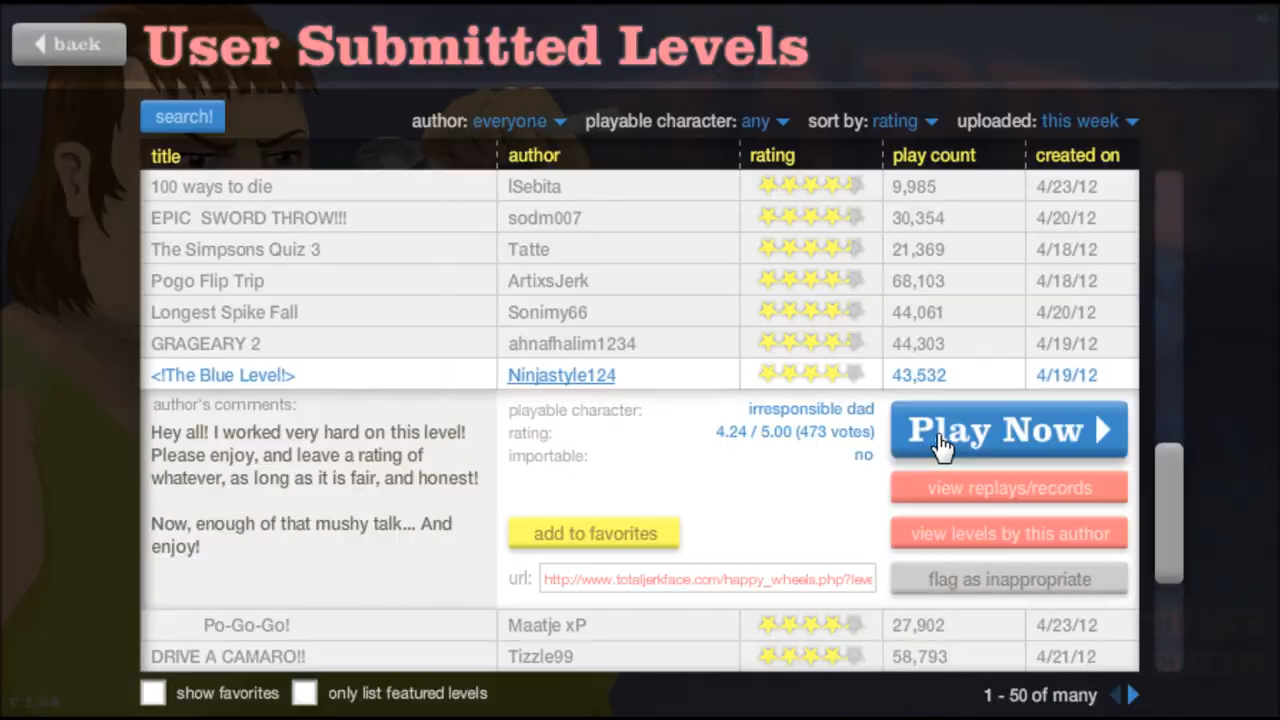 back
User Submitted Levels
search!
author: everyone playable character: any sort by: rating uploaded: this week
title author rating play count created on
100 ways to die lSebita 9,985 4/23/12
EPIC  SWORD THROW!!! sodm007 30,354 4/20/12
The Simpsons Quiz 3 Tatte 21,369 4/18/12
Pogo Flip Trip ArtixsJerk 68,103 4/18/12
Longest Spike Fall Sonimy66 44,061 4/20/12
GRAGEARY 2 ahnafhalim1234 44,303 4/19/12
<!The Blue Level!> Ninjastyle124 43,532 4/19/12
author's comments:
Hey all! I worked very hard on this level!
Please enjoy, and leave a rating of
whatever, as long as it is fair, and honest!
Now, enough of that mushy talk... And
enjoy!
playable character: irresponsible dad
rating: 4.24 / 5.00 (473 votes)
importable: no
add to favorites
url: http://www.totaljerkface.com/happy_wheels.php?leve
Play Now
view replays/records
view levels by this author
flag as inappropriate
Po-Go-Go! Maatje xP 27,902 4/23/12
DRIVE A CAMARO!! Tizzle99 58,793 4/21/12
show favorites only list featured levels 1 - 50 of many